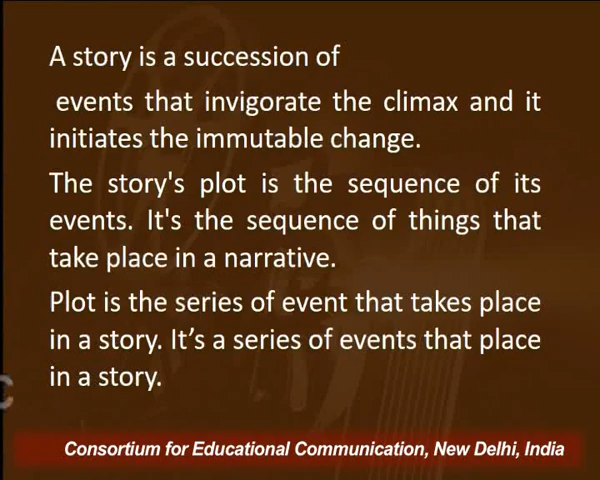 A story is a succession of
events that invigorate the climax and it
initiates the immutable change.
The story's plot is the sequence of its
events. It's the sequence of things that
take place in a narrative.
Plot is the series of event that takes place
in a story. It’s a series of events that place
in a story.
C
Consortium for Educational Communication, New Delhi, India